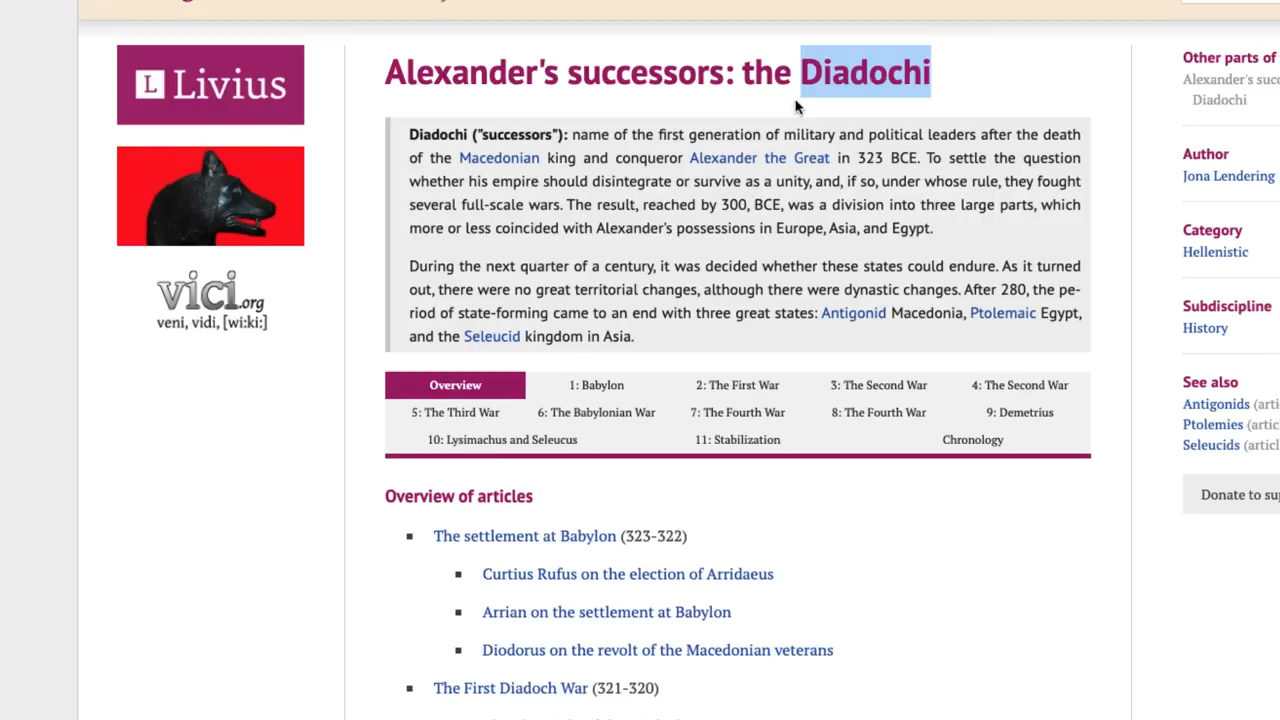 L Livius
vici.org
veni, vidi, [wi:ki:]
Alexander's successors: the Diadochi
Diadochi ("successors"): name of the first generation of military and political leaders after the death
of the Macedonian king and conqueror Alexander the Great in 323 BCE. To settle the question
whether his empire should disintegrate or survive as a unity, and, if so, under whose rule, they fought
several full-scale wars. The result, reached by 300, BCE, was a division into three large parts, which
more or less coincided with Alexander's possessions in Europe, Asia, and Egypt.
During the next quarter of a century, it was decided whether these states could endure. As it turned
out, there were no great territorial changes, although there were dynastic changes. After 280, the pe-
riod of state-forming came to an end with three great states: Antigonid Macedonia, Ptolemaic Egypt,
and the Seleucid kingdom in Asia.
Overview 1: Babylon 2: The First War 3: The Second War 4: The Second War
5: The Third War 6: The Babylonian War 7: The Fourth War 8: The Fourth War 9: Demetrius
10: Lysimachus and Seleucus 11: Stabilization Chronology
Overview of articles
The settlement at Babylon (323-322)
Curtius Rufus on the election of Arridaeus
Arrian on the settlement at Babylon
Diodorus on the revolt of the Macedonian veterans
The First Diadoch War (321-320)
Other parts of
Alexander's succ
Diadochi
Author
Jona Lendering
Category
Hellenistic
Subdiscipline
History
See also
Antigonids (arti
Ptolemies (artic
Seleucids (articl
Donate to sup